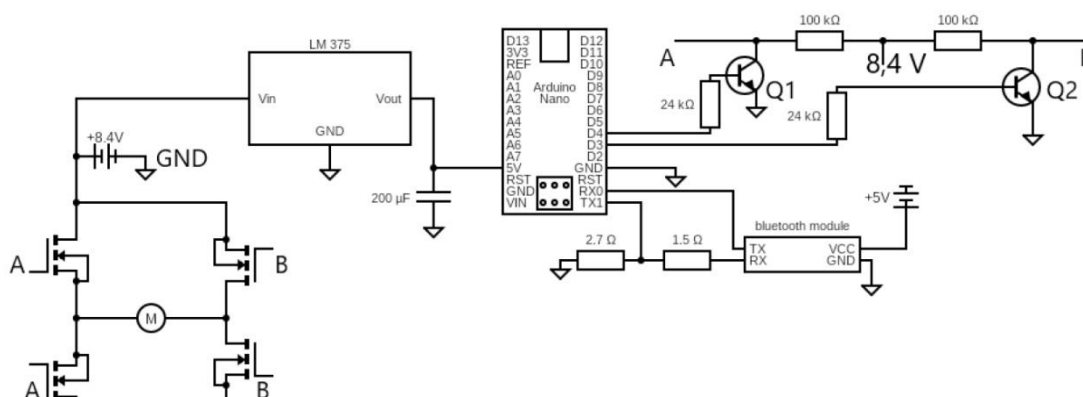 LM 375
Vin
Vout
GND
+8.4V
GND
200 µF
Arduino
Nano
D13
3V3
REF
A0
A1
A2
A3
A4
A5
A6
A7
5V
RST
GND
VIN
D12
D11
D10
D9
D8
D7
D6
D5
D4
D3
D2
GND
RST
RX0
TX1
100 kΩ
100 kΩ
A
8,4 V
Q1
Q2
24 kΩ
24 kΩ
+5V
bluetooth module
TX
RX
VCC
GND
2.7 Ω
1.5 Ω
A
B
M
A
B